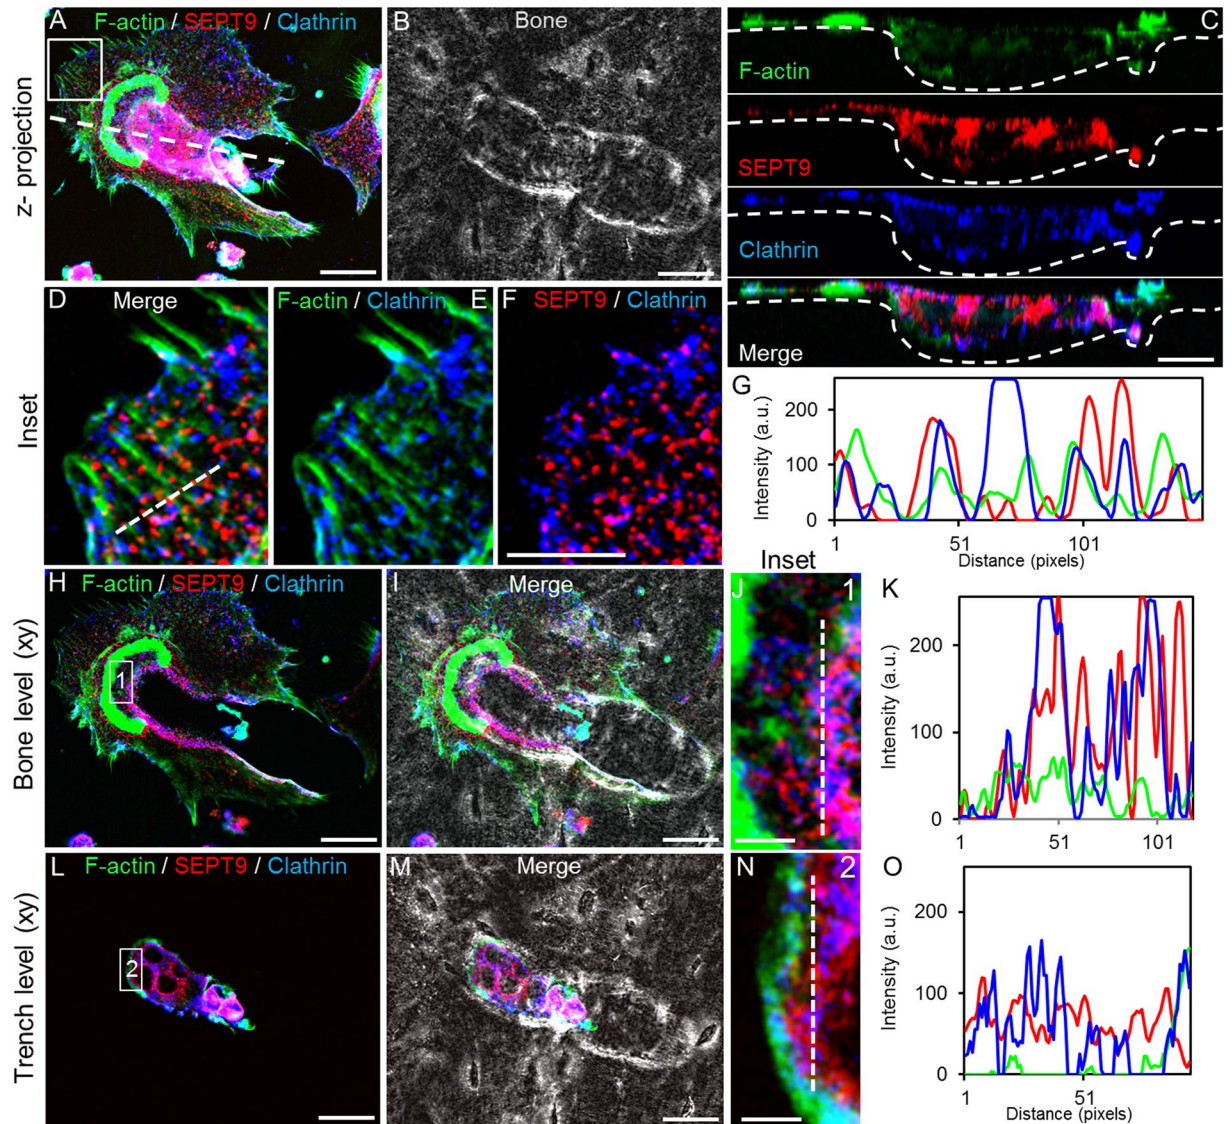 A F-actin / SEPT9 / Clathrin
B Bone
C
z- projection
F-actin
SEPT9
Clathrin
Merge
D Merge
F-actin / Clathrin E
F SEPT9 / Clathrin
Inset
G
Intensity (a.u.)
200
100
0
1 51 101
Distance (pixels)
H F-actin / SEPT9 / Clathrin
I Merge
Inset
J 1
K
Bone level (xy)
1
Intensity (a.u.)
200
100
0
1 51 101
L F-actin / SEPT9 / Clathrin
M Merge
N 2
O
Trench level (xy)
2
Intensity (a.u.)
200
100
0
1 51
Distance (pixels)